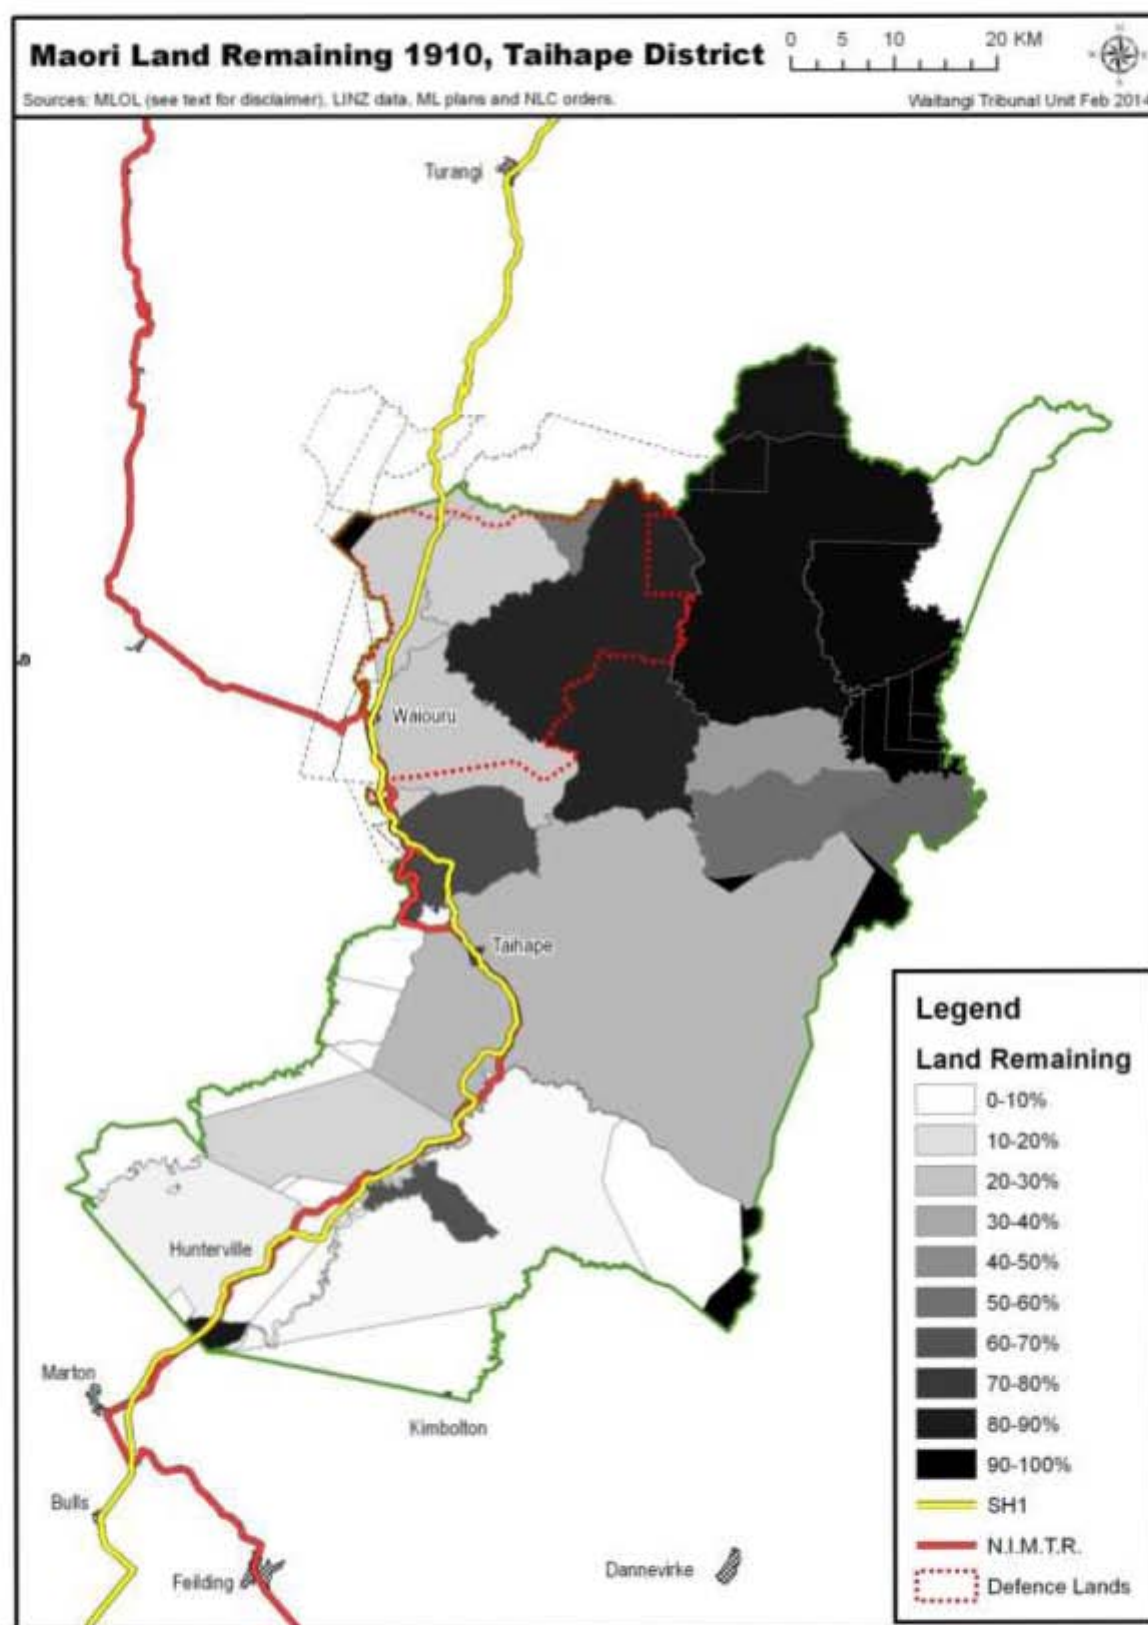 Maori Land Remaining 1910, Taihape District
0 5 10 20 KM
Sources: MLOL (see text for disclaimer), LINZ data, ML plans and NLC orders.
Waitangi Tribunal Unit Feb 2014
Turangi
Waiouru
Taihape
Hunterville
Marton
Kimbolton
Bulls
Feilding
Dannevirke
Legend
Land Remaining
0-10%
10-20%
20-30%
30-40%
40-50%
50-60%
60-70%
70-80%
80-90%
90-100%
SH1
N.I.M.T.R.
Defence Lands